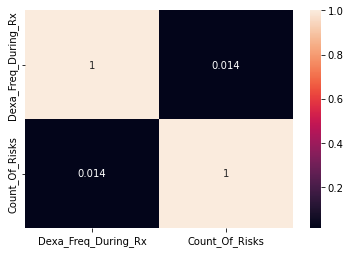 Dexa_Freq_During_Rx
Count_Of_Risks
1
0.014
0.014
1
Dexa_Freq_During_Rx
Count_Of_Risks
1.0
0.8
0.6
0.4
0.2